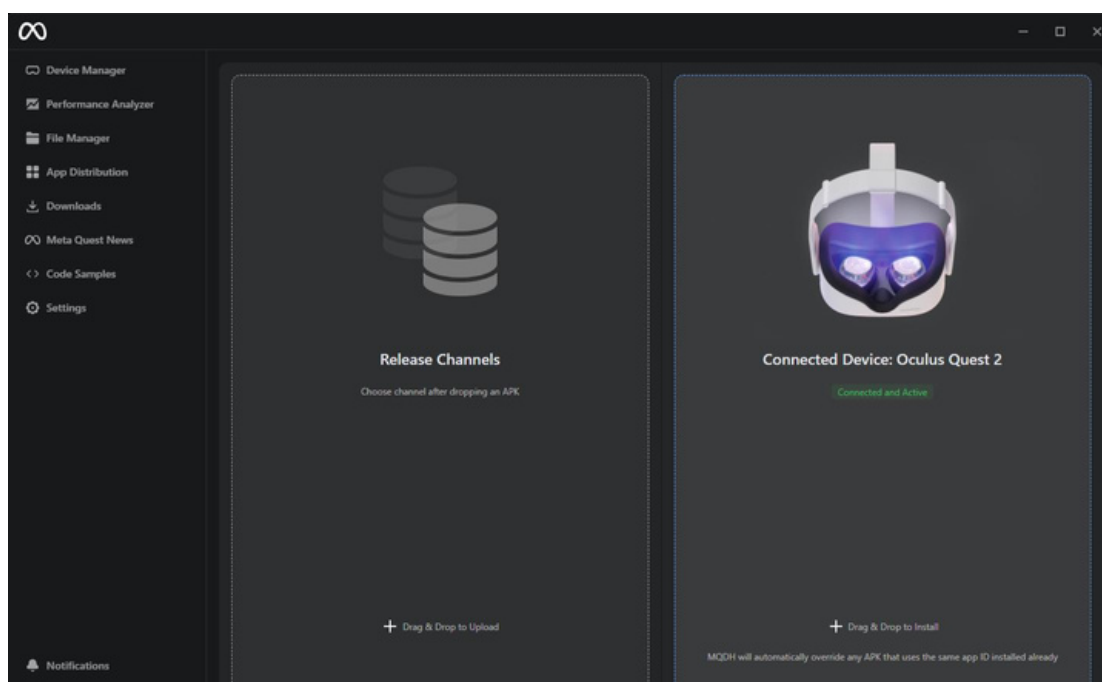 Device Manager
Performance Analyzer
File Manager
App Distribution
Downloads
Meta Quest News
Code Samples
Settings
Notifications
Release Channels
Choose channel after dropping an APK
Drag & Drop to Upload
Connected Device: Oculus Quest 2
Connected and Active
Drag & Drop to Install
MQDH will automatically override any APK that uses the same app ID installed already